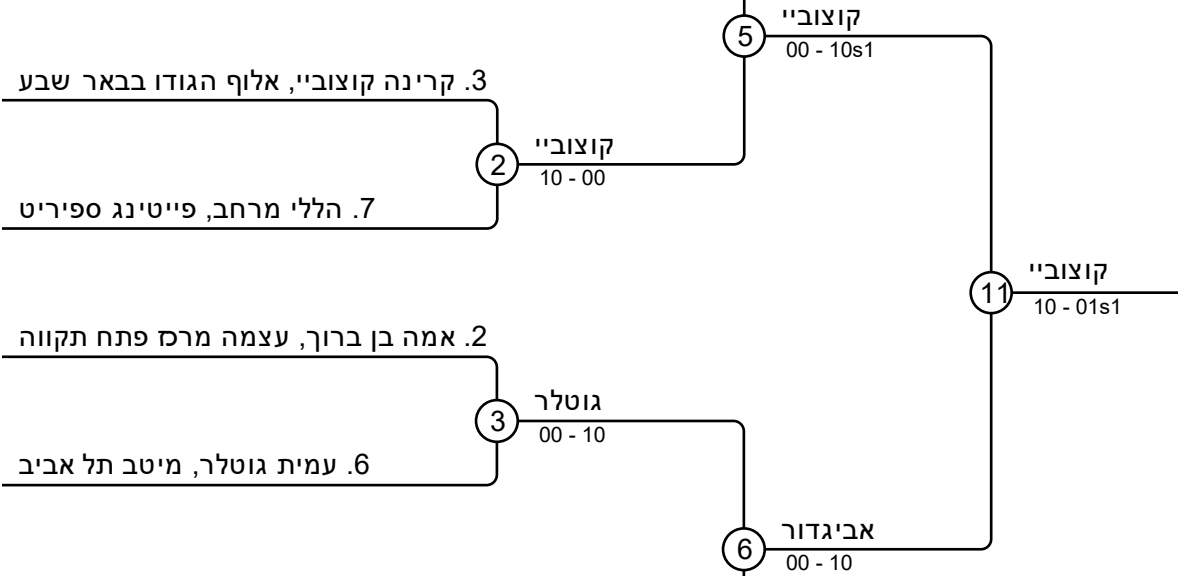 קוצוביי
5
00 - 10s1
3. קרינה קוצוביי, אלוף הגודו בבאר שבע
קוצוביי
2
10 - 00
7. הללי מרחב, פייטינג ספיריט
קוצוביי
11
10 - 01s1
2. אמה בן ברוך, עצמה מרכז פתח תקווה
גוטלר
3
00 - 10
6. עמית גוטלר, מיטב תל אביב
אביגדור
6
00 - 10